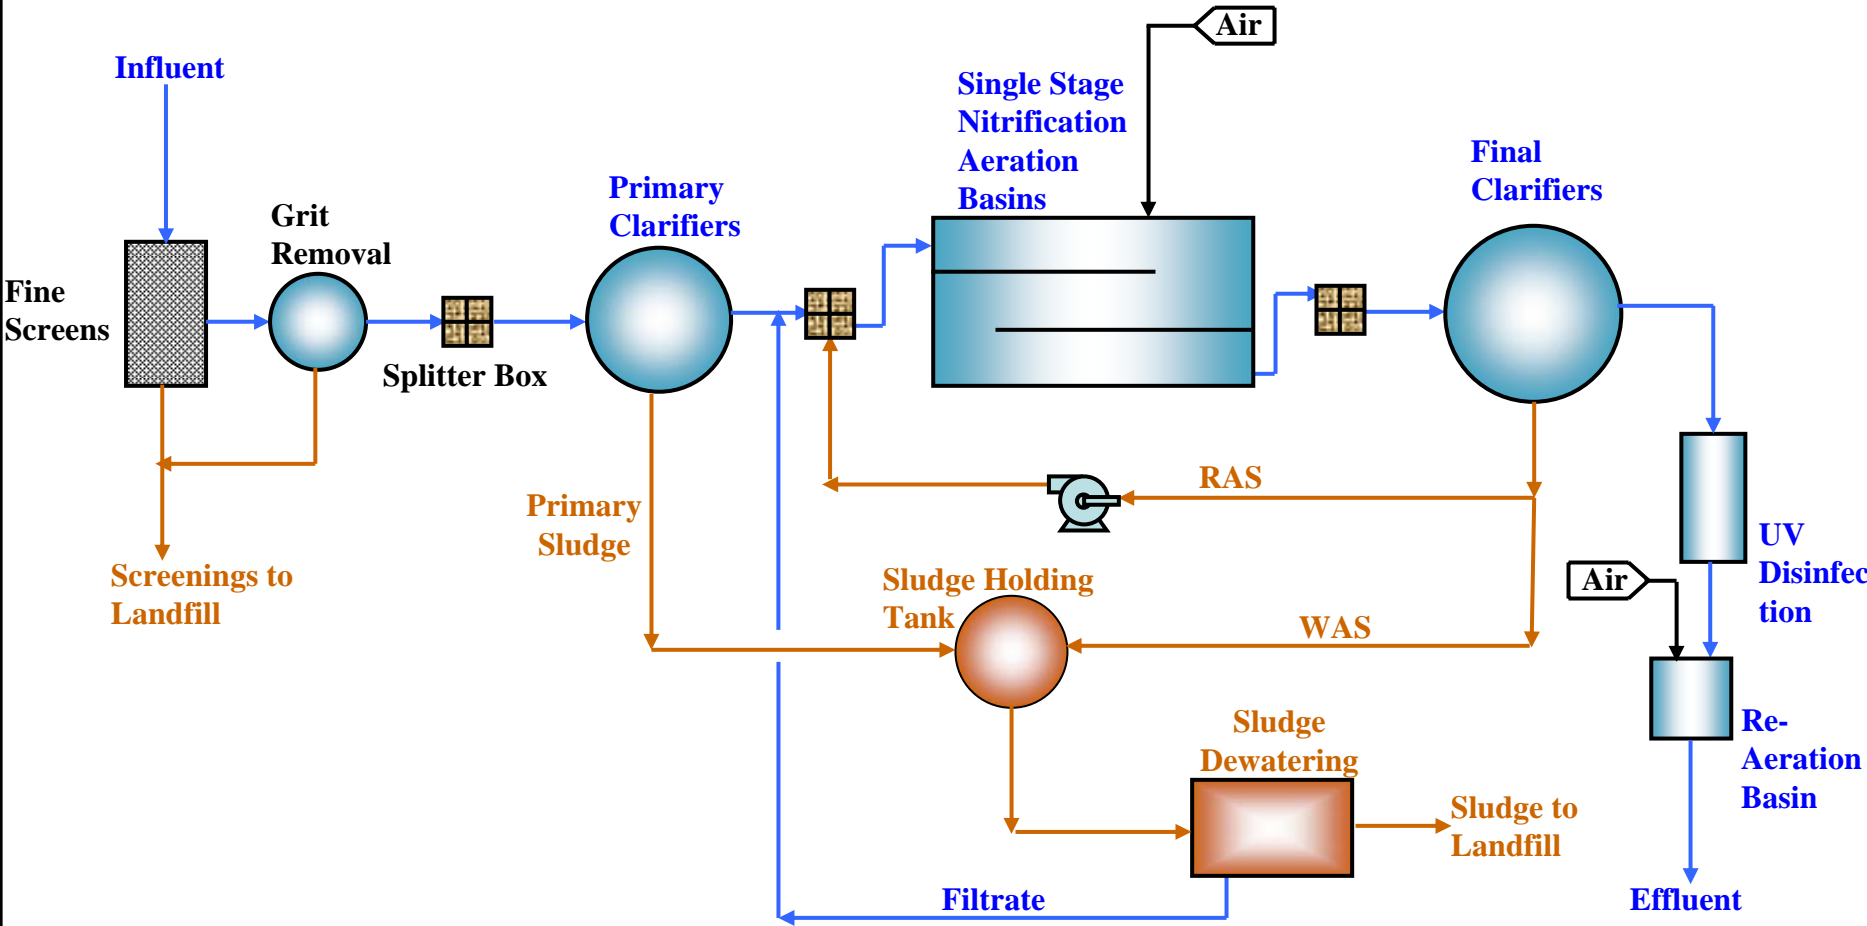 Air
Influent
Single Stage
Nitrification
Aeration
Basins
Final
Clarifiers
Primary
Clarifiers
Grit
Removal
Fine
Screens
Splitter Box
RAS
Primary
Sludge
UV
Disinfec
tion
Screenings to
Landfill
Sludge Holding
Tank
Air
WAS
Sludge
Dewatering
Re-
Aeration
Basin
Sludge to
Landfill
Filtrate
Effluent